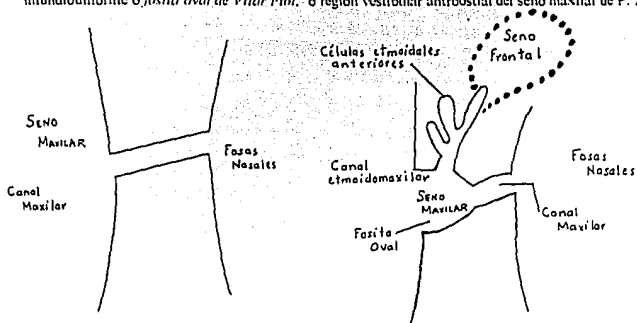 infundibuliforme o fosita oval de Vilar Fiol, o región vestibular antroostial del seno maxilar de P.
SENO
MAXILAR
Canal
Maxilar
Fosas
Nasales
Células etmoidales
anteriores
Seno
Frontal
Canal
etmoidomaxilar
SENO
MAXILAR
Fosita
Oval
Fosas
Nasales
Canal
Maxilar